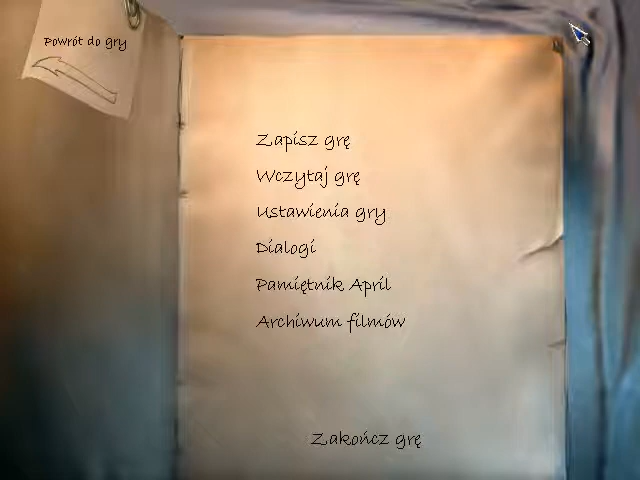 Powrót do gry
Zapisz grę
Wczytaj grę
Ustawienia gry
Dialogi
Pamiętnik April
Archiwum filmów
Zakończ grę